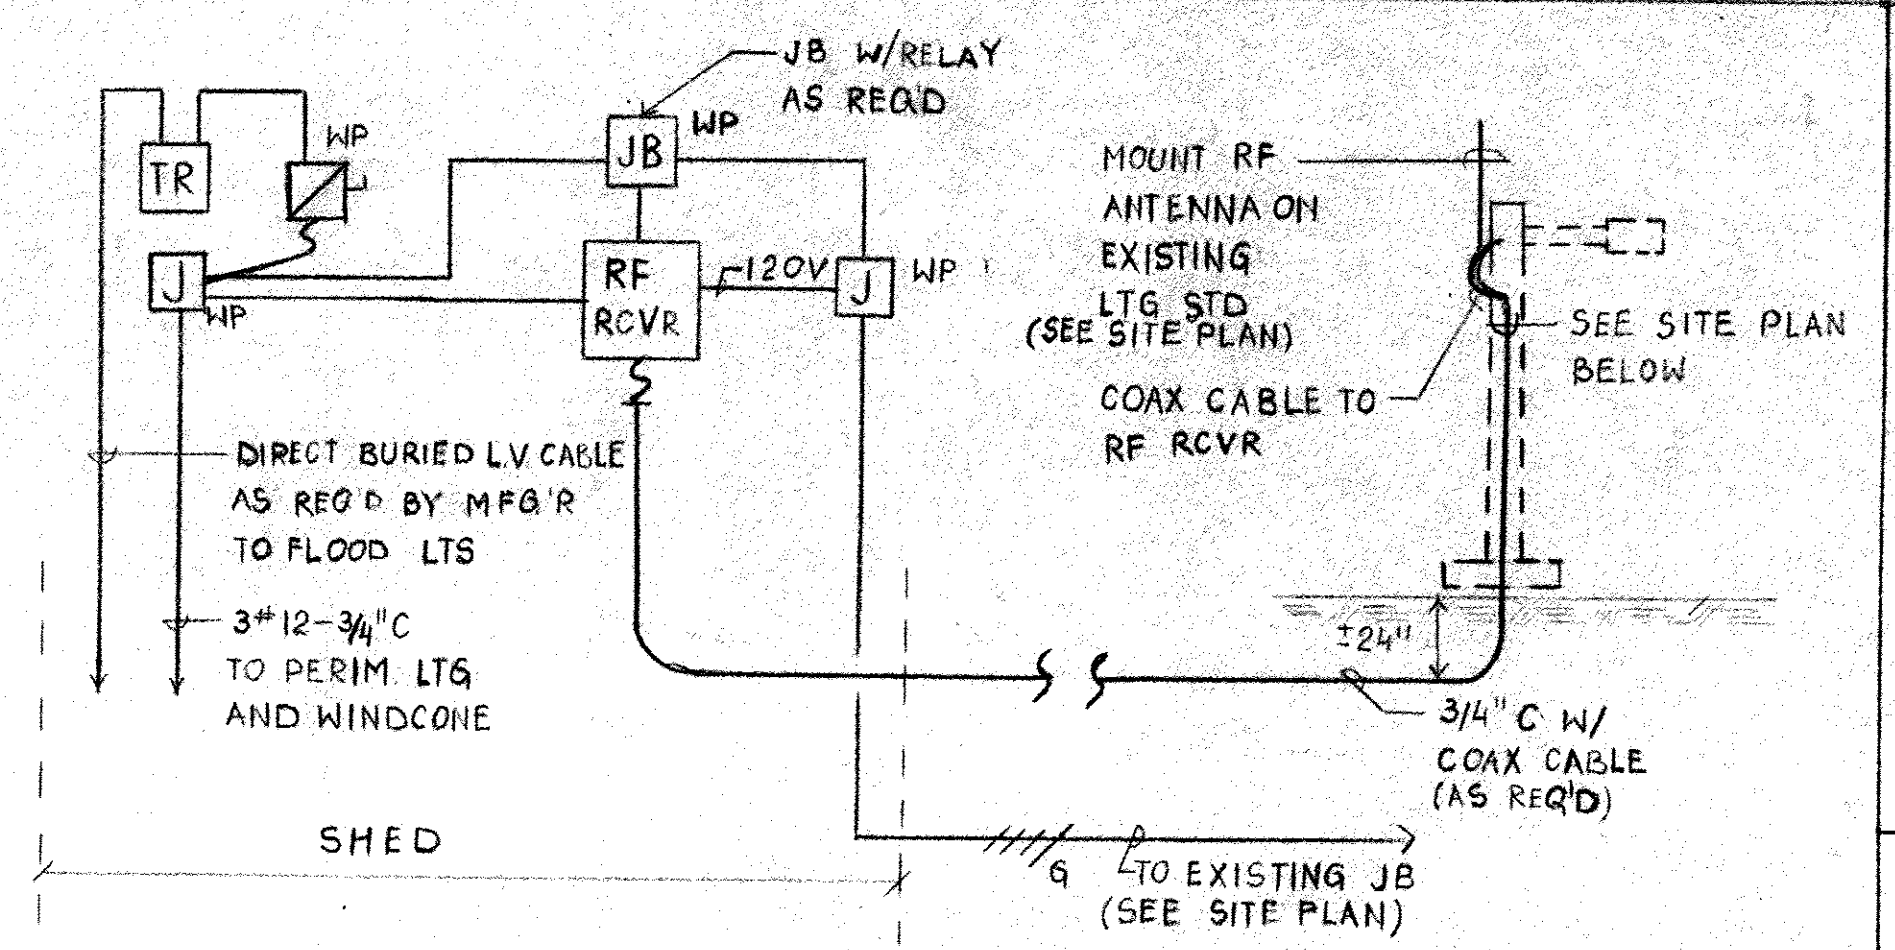 JB W/RELAY
AS REQ'D
WP
TR
JB
WP
J
WP
RF
RCVR
120V
J
WP
MOUNT RF
ANTENNA ON
EXISTING
LTG STD
(SEE SITE PLAN)
COAX CABLE TO
RF RCVR
SEE SITE PLAN
BELOW
DIRECT BURIED L.V CABLE
AS REQ'D BY MFG'R
TO FLOOD LTS
3#12-3/4"C
TO PERIM. LTG
AND WINDCONE
±24"
3/4" C W/
COAX CABLE
(AS REQ'D)
SHED
G
TO EXISTING JB
(SEE SITE PLAN)